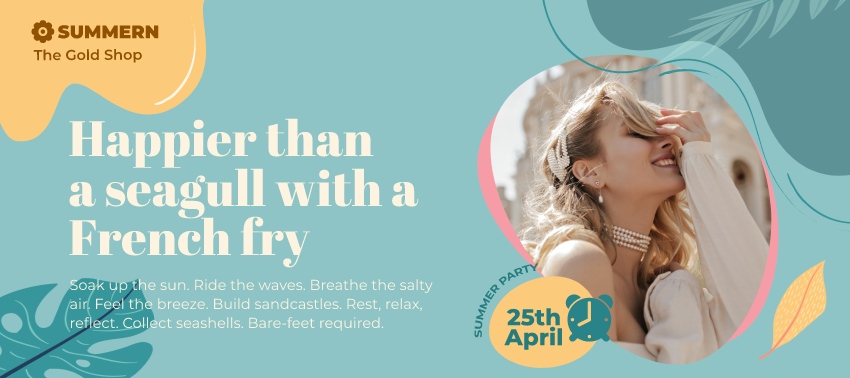 SUMMERN
The Gold Shop
Happier than
a seagull with a
French fry
Soak up the sun. Ride the waves. Breathe the salty
air. Feel the breeze. Build sandcastles. Rest, relax,
reflect. Collect seashells. Bare-feet required.
SUMMER PARTY
25th
April